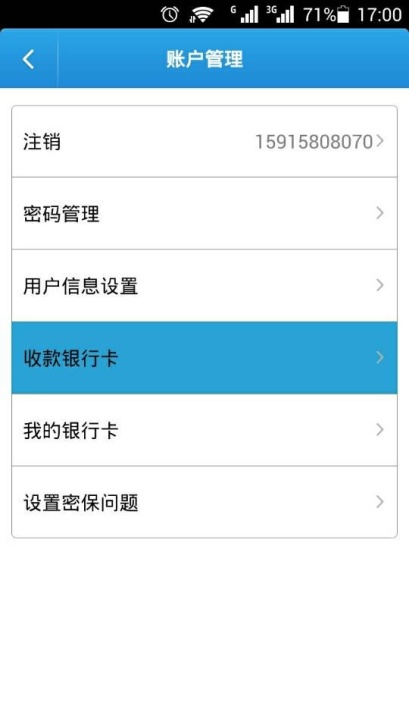 G 3G 71% 17:00
账户管理
注销 15915808070
密码管理
用户信息设置
收款银行卡
我的银行卡
设置密保问题